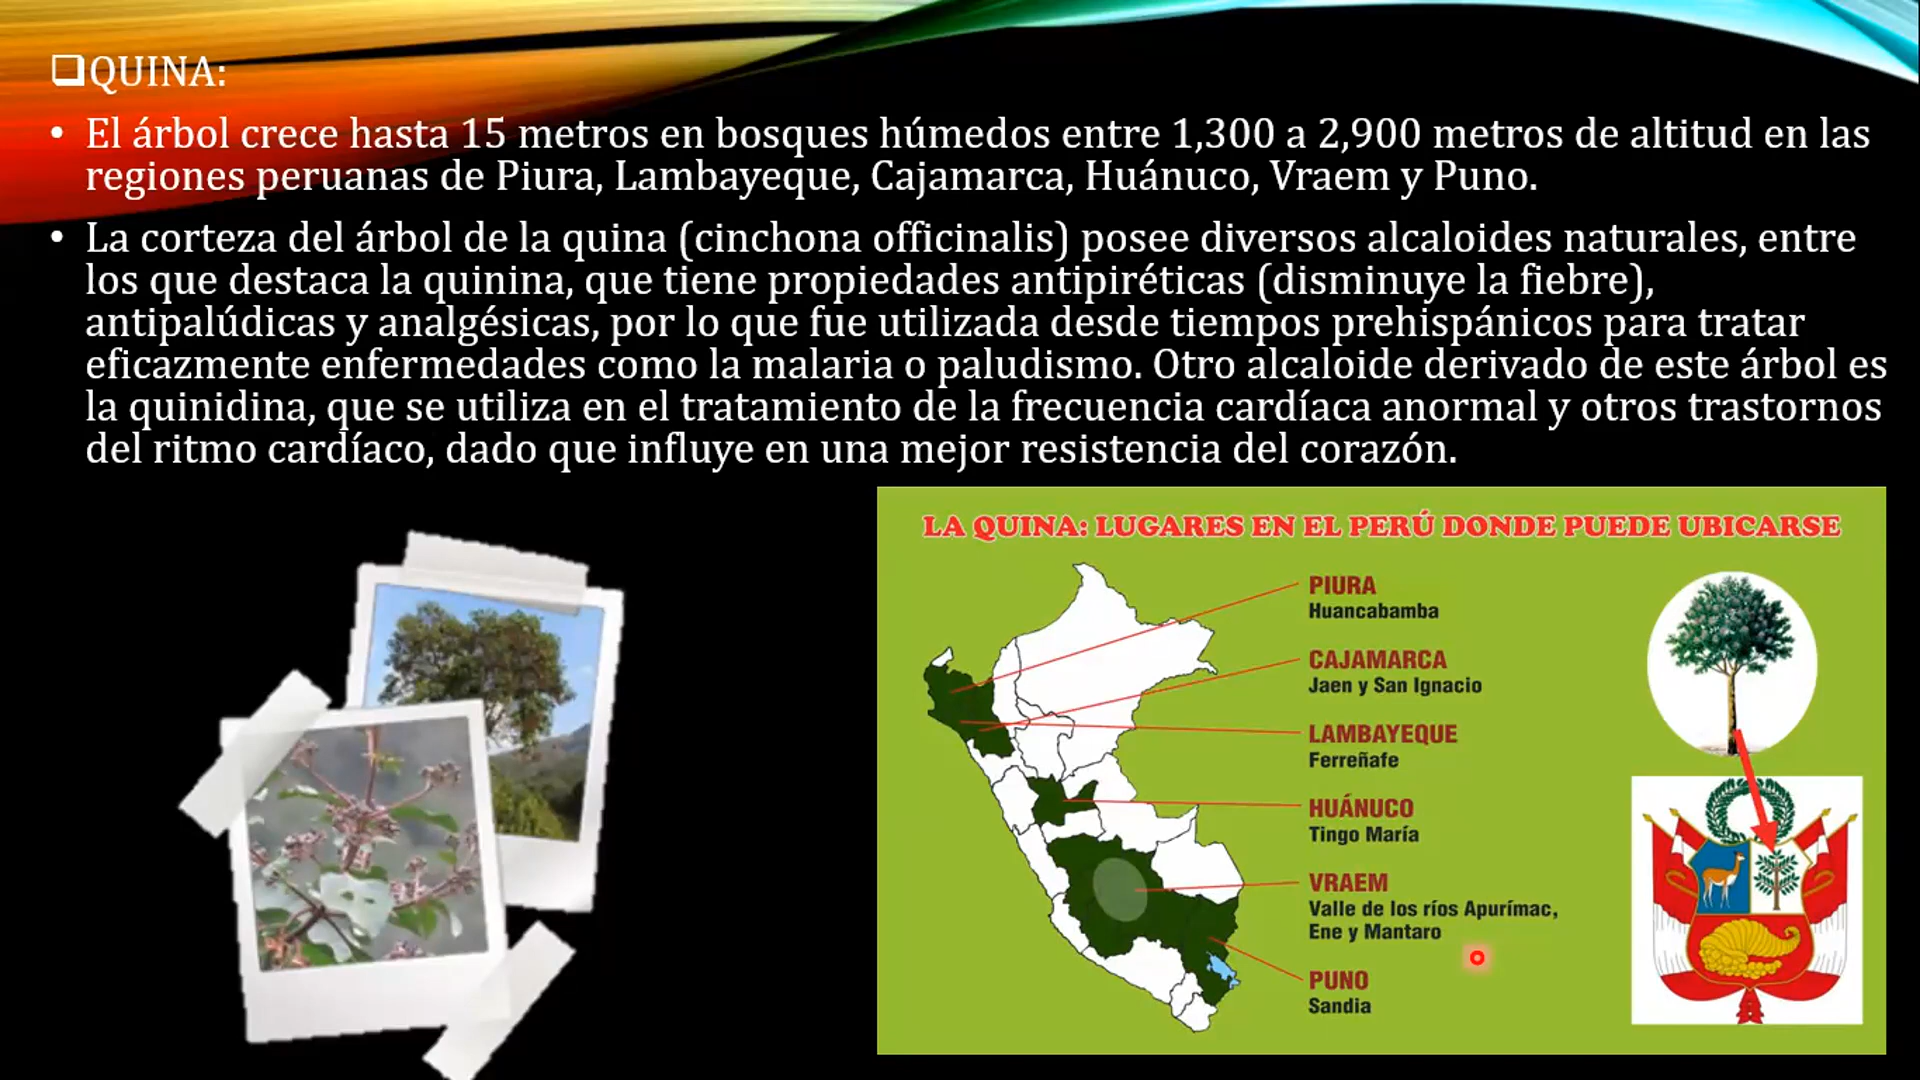 QUINA:
• El árbol crece hasta 15 metros en bosques húmedos entre 1,300 a 2,900 metros de altitud en las
regiones peruanas de Piura, Lambayeque, Cajamarca, Huánuco, Vraem y Puno.
• La corteza del árbol de la quina (cinchona officinalis) posee diversos alcaloides naturales, entre
los que destaca la quinina, que tiene propiedades antipiréticas (disminuye la fiebre),
antipalúdicas y analgésicas, por lo que fue utilizada desde tiempos prehispánicos para tratar
eficazmente enfermedades como la malaria o paludismo. Otro alcaloide derivado de este árbol es
la quinidina, que se utiliza en el tratamiento de la frecuencia cardíaca anormal y otros trastornos
del ritmo cardíaco, dado que influye en una mejor resistencia del corazón.
LA QUINA: LUGARES EN EL PERÚ DONDE PUEDE UBICARSE
PIURA
Huancabamba
CAJAMARCA
Jaen y San Ignacio
LAMBAYEQUE
Ferreñafe
HUÁNUCO
Tingo María
VRAEM
Valle de los ríos Apurímac,
Ene y Mantaro
PUNO
Sandia